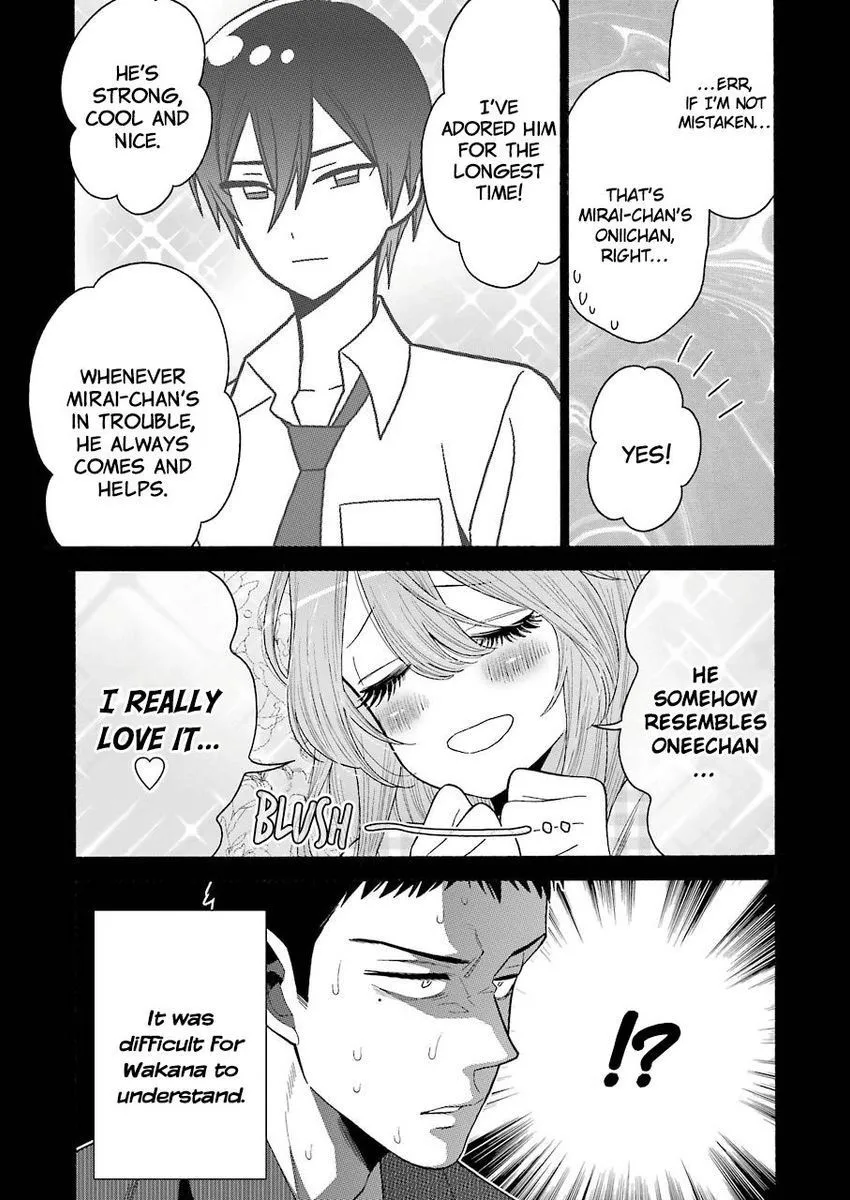 ...ERR,
IF I'M NOT
MISTAKEN...
THAT'S
MIRAI-CHAN'S
ONIICHAN,
RIGHT...
YES!
I'VE
ADORED HIM
FOR THE
LONGEST
TIME!
HE'S
STRONG,
COOL AND
NICE.
WHENEVER
MIRAI-CHAN'S
IN TROUBLE,
HE ALWAYS
COMES AND
HELPS.
HE
SOMEHOW
RESEMBLES
ONEECHAN
...
I REALLY
LOVE IT...
♡
BLUSH
!?
It was
difficult for
Wakana to
understand.